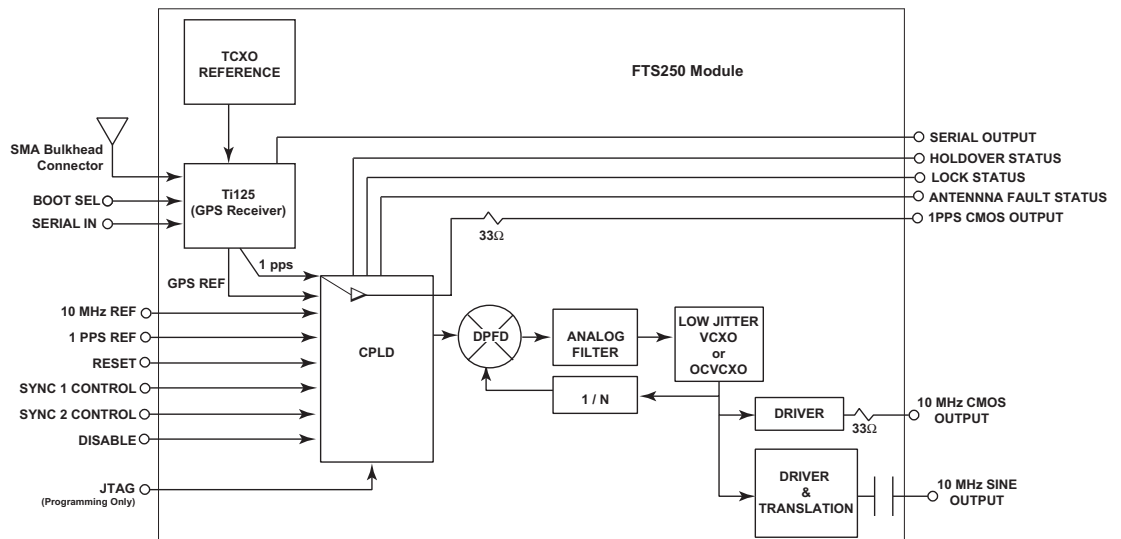 TCXO
REFERENCE
FTS250 Module
SMA Bulkhead
Connector
BOOT SEL
SERIAL IN
Ti125
(GPS Receiver)
SERIAL OUTPUT
HOLDOVER STATUS
LOCK STATUS
ANTENNNA FAULT STATUS
1PPS CMOS OUTPUT
33Ω
1 pps
GPS REF
10 MHz REF
1 PPS REF
RESET
SYNC 1 CONTROL
SYNC 2 CONTROL
DISABLE
JTAG
(Programming Only)
CPLD
DPFD
ANALOG
FILTER
LOW JITTER
VCXO
or
OCVCXO
1 / N
DRIVER
33Ω
10 MHz CMOS
OUTPUT
DRIVER
&
TRANSLATION
10 MHz SINE
OUTPUT